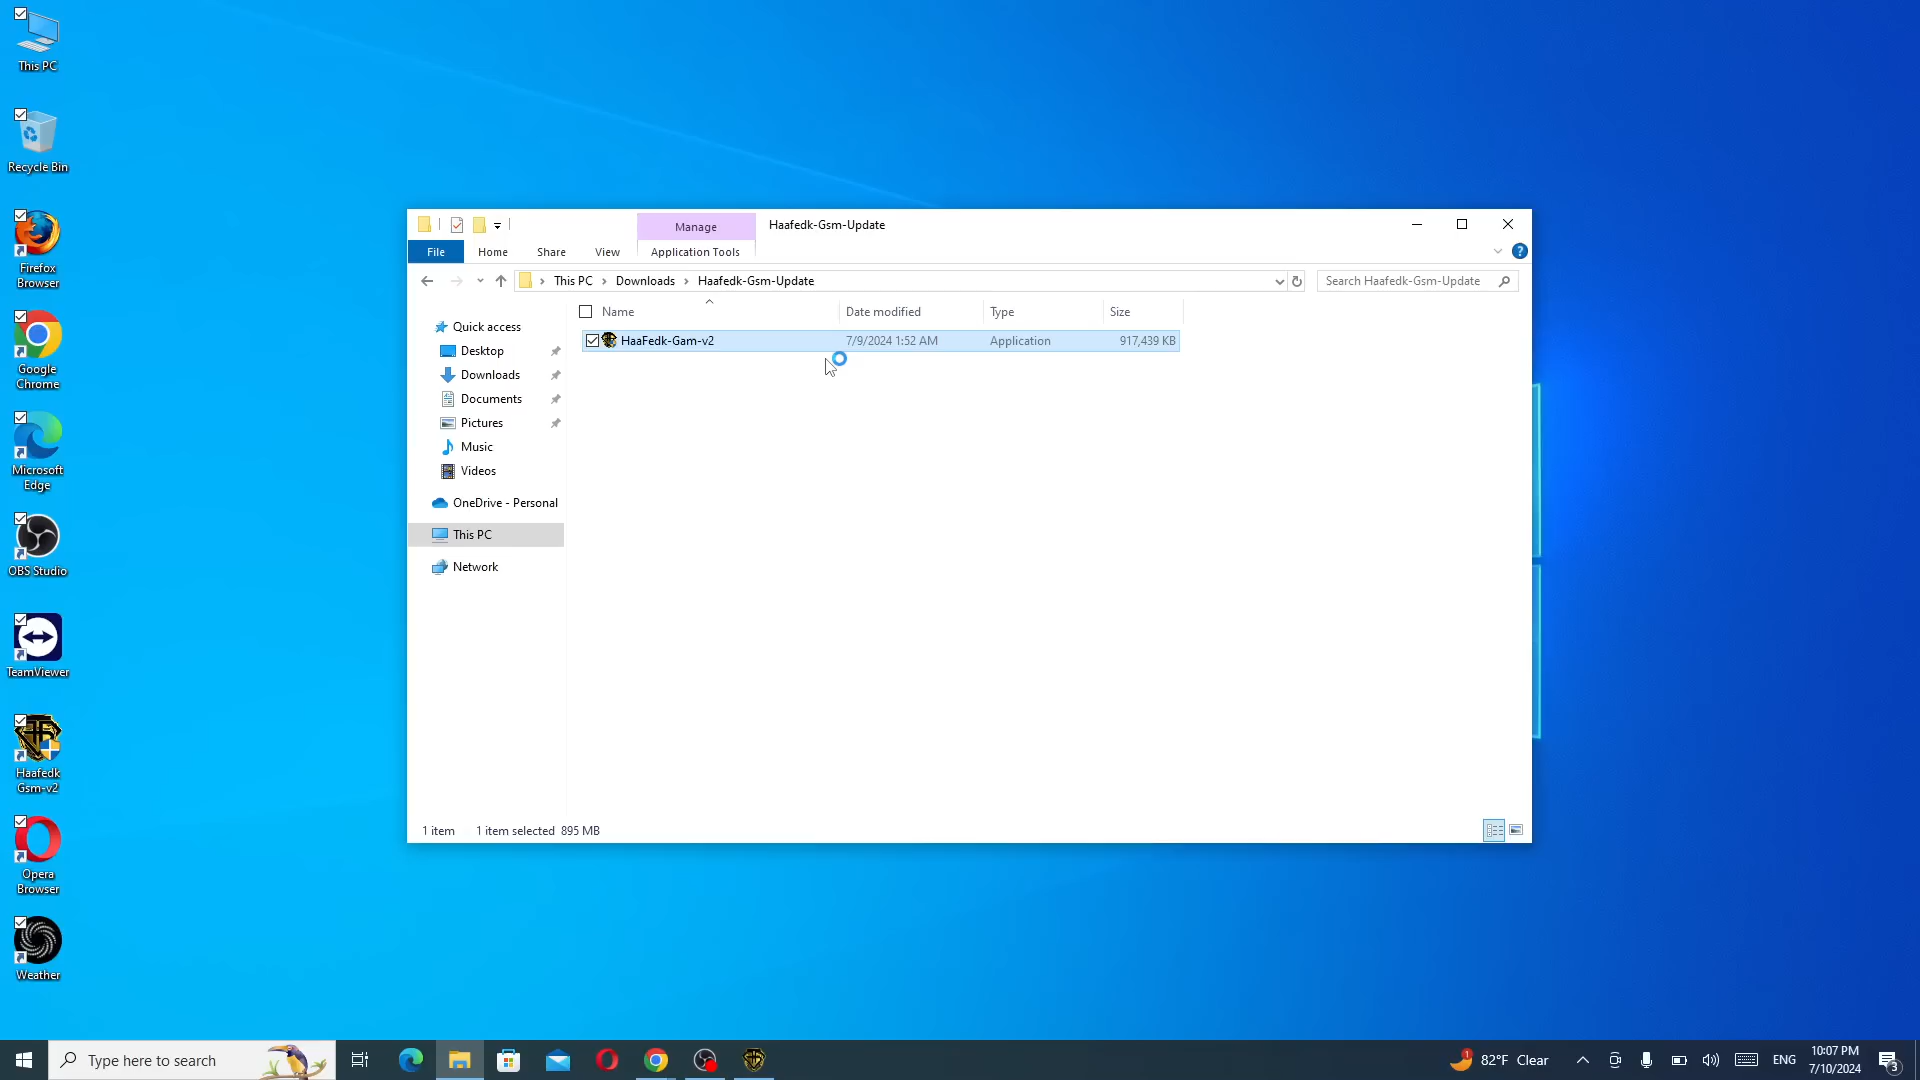 This PC
Recycle Bin
Firefox
Browser
Google
Chrome
Microsoft
Edge
OBS Studio
TeamViewer
Haafedk
Gsm-v2
Opera
Browser
Weather
Manage
Haafedk-Gsm-Update
File
Home
Share
View
Application Tools
This PC
Downloads
Haafedk-Gsm-Update
Search Haafedk-Gsm-Update
Name
Date modified
Type
Size
HaaFedk-Gam-v2
7/9/2024 1:52 AM
Application
917,439 KB
Quick access
Desktop
Downloads
Documents
Pictures
Music
Videos
OneDrive - Personal
This PC
Network
1 item
1 item selected 895 MB
Type here to search
1
82°F Clear
ENG
10:07 PM
7/10/2024
3